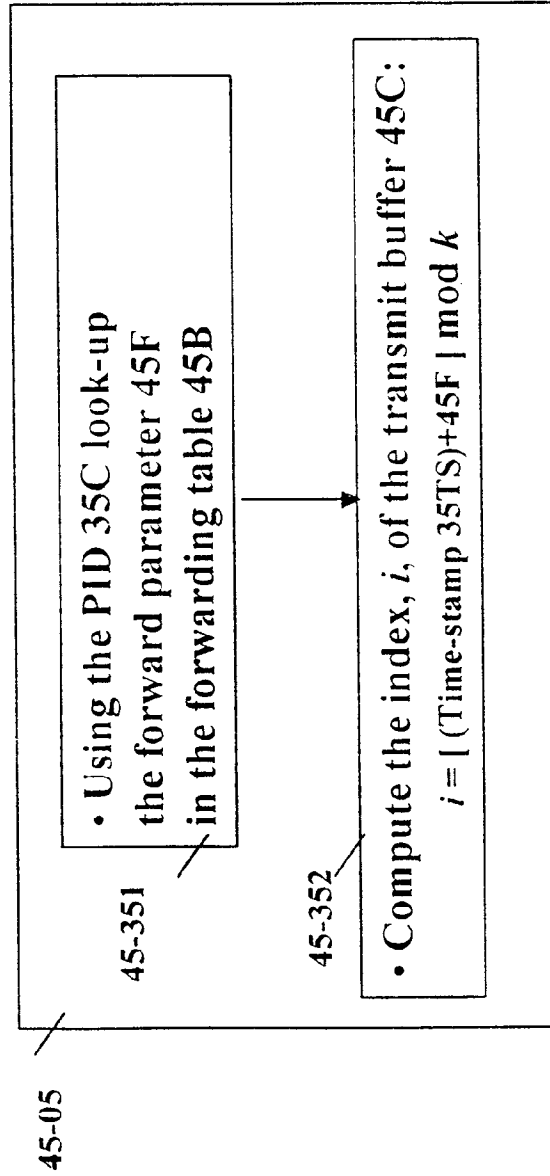 45-05
45-351
• Using the PID 35C look-up
the forward parameter 45F
in the forwarding table 45B
45-352
• Compute the index, i, of the transmit buffer 45C:
i = [ (Time-stamp 35TS)+45F ] mod k